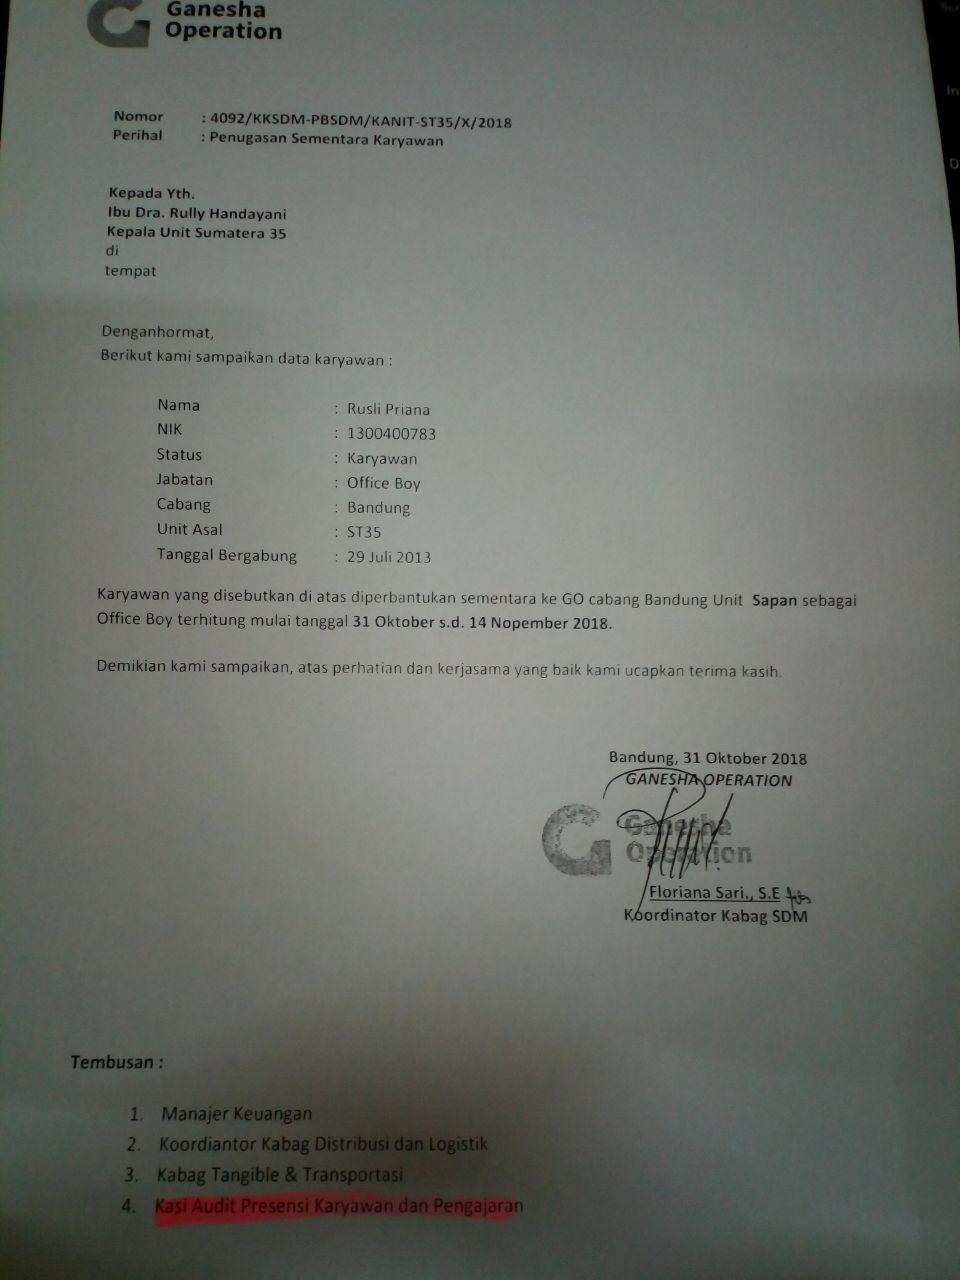 Ganesha
Operation
Nomor : 4092/KKSDM-PBSDM/KANIT-ST35/X/2018
Perihal : Penugasan Sementara Karyawan
Kepada Yth.
Ibu Dra. Rully Handayani
Kepala Unit Sumatera 35
di
tempat
Denganhormat,
Berikut kami sampaikan data karyawan :
Nama : Rusli Priana
NIK : 1300400783
Status : Karyawan
Jabatan : Office Boy
Cabang : Bandung
Unit Asal : ST35
Tanggal Bergabung : 29 Juli 2013
Karyawan yang disebutkan di atas diperbantukan sementara ke GO cabang Bandung Unit Sapan sebagai
Office Boy terhitung mulai tanggal 31 Oktober s.d. 14 Nopember 2018.
Demikian kami sampaikan, atas perhatian dan kerjasama yang baik kami ucapkan terima kasih.
Bandung, 31 Oktober 2018
GANESHA OPERATION
Ganesha
Operation
Floriana Sari., S.E
Koordinator Kabag SDM
Tembusan :
1. Manajer Keuangan
2. Koordiantor Kabag Distribusi dan Logistik
3. Kabag Tangible & Transportasi
4. Kasi Audit Presensi Karyawan dan Pengajaran